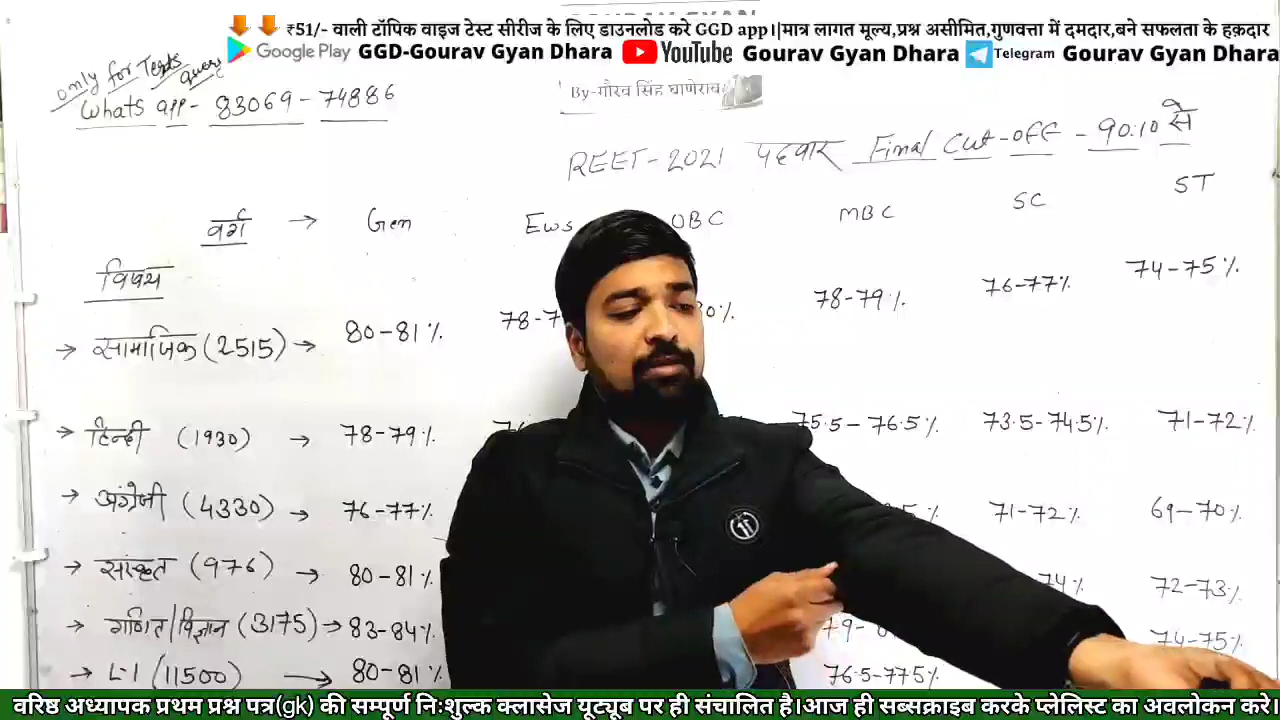 ₹51/- वाली टॉपिक वाइज टेस्ट सीरीज के लिए डाउनलोड करे GGD app।|मात्र लागत मूल्य,प्रश्न असीमित,गुणवत्ता में दमदार,बने सफलता के हक़दार
Google Play GGD-Gourav Gyan Dhara YouTube Gourav Gyan Dhara Telegram Gourav Gyan Dhara
only for Tests query
Whats app - 83069-74886
By-गौरव सिंह घाणेराव
REET-2021 पदवार Final Cut-off - 90:10 से
वर्ग → Gen Ews OBC MBC SC ST
विषय
→ सामाजिक (2515) → 80-81% 78-7 0% 78-79% 76-77% 74-75%
→ हिन्दी (1930) → 78-79% 75.5-76.5% 73.5-74.5% 71-72%
→ अंग्रेजी (4330) → 76-77% 71-72% 69-70%
→ संस्कृत (976) → 80-81% 74% 72-73%
→ गणित/विज्ञान (3175) → 83-84% 74-75%
→ L-1 (11500) → 80-81% 76.5-77.5%
वरिष्ठ अध्यापक प्रथम प्रश्न पत्र(gk) की सम्पूर्ण निःशुल्क क्लासेज यूट्यूब पर ही संचालित है।आज ही सब्सक्राइब करके प्लेलिस्ट का अवलोकन करे।